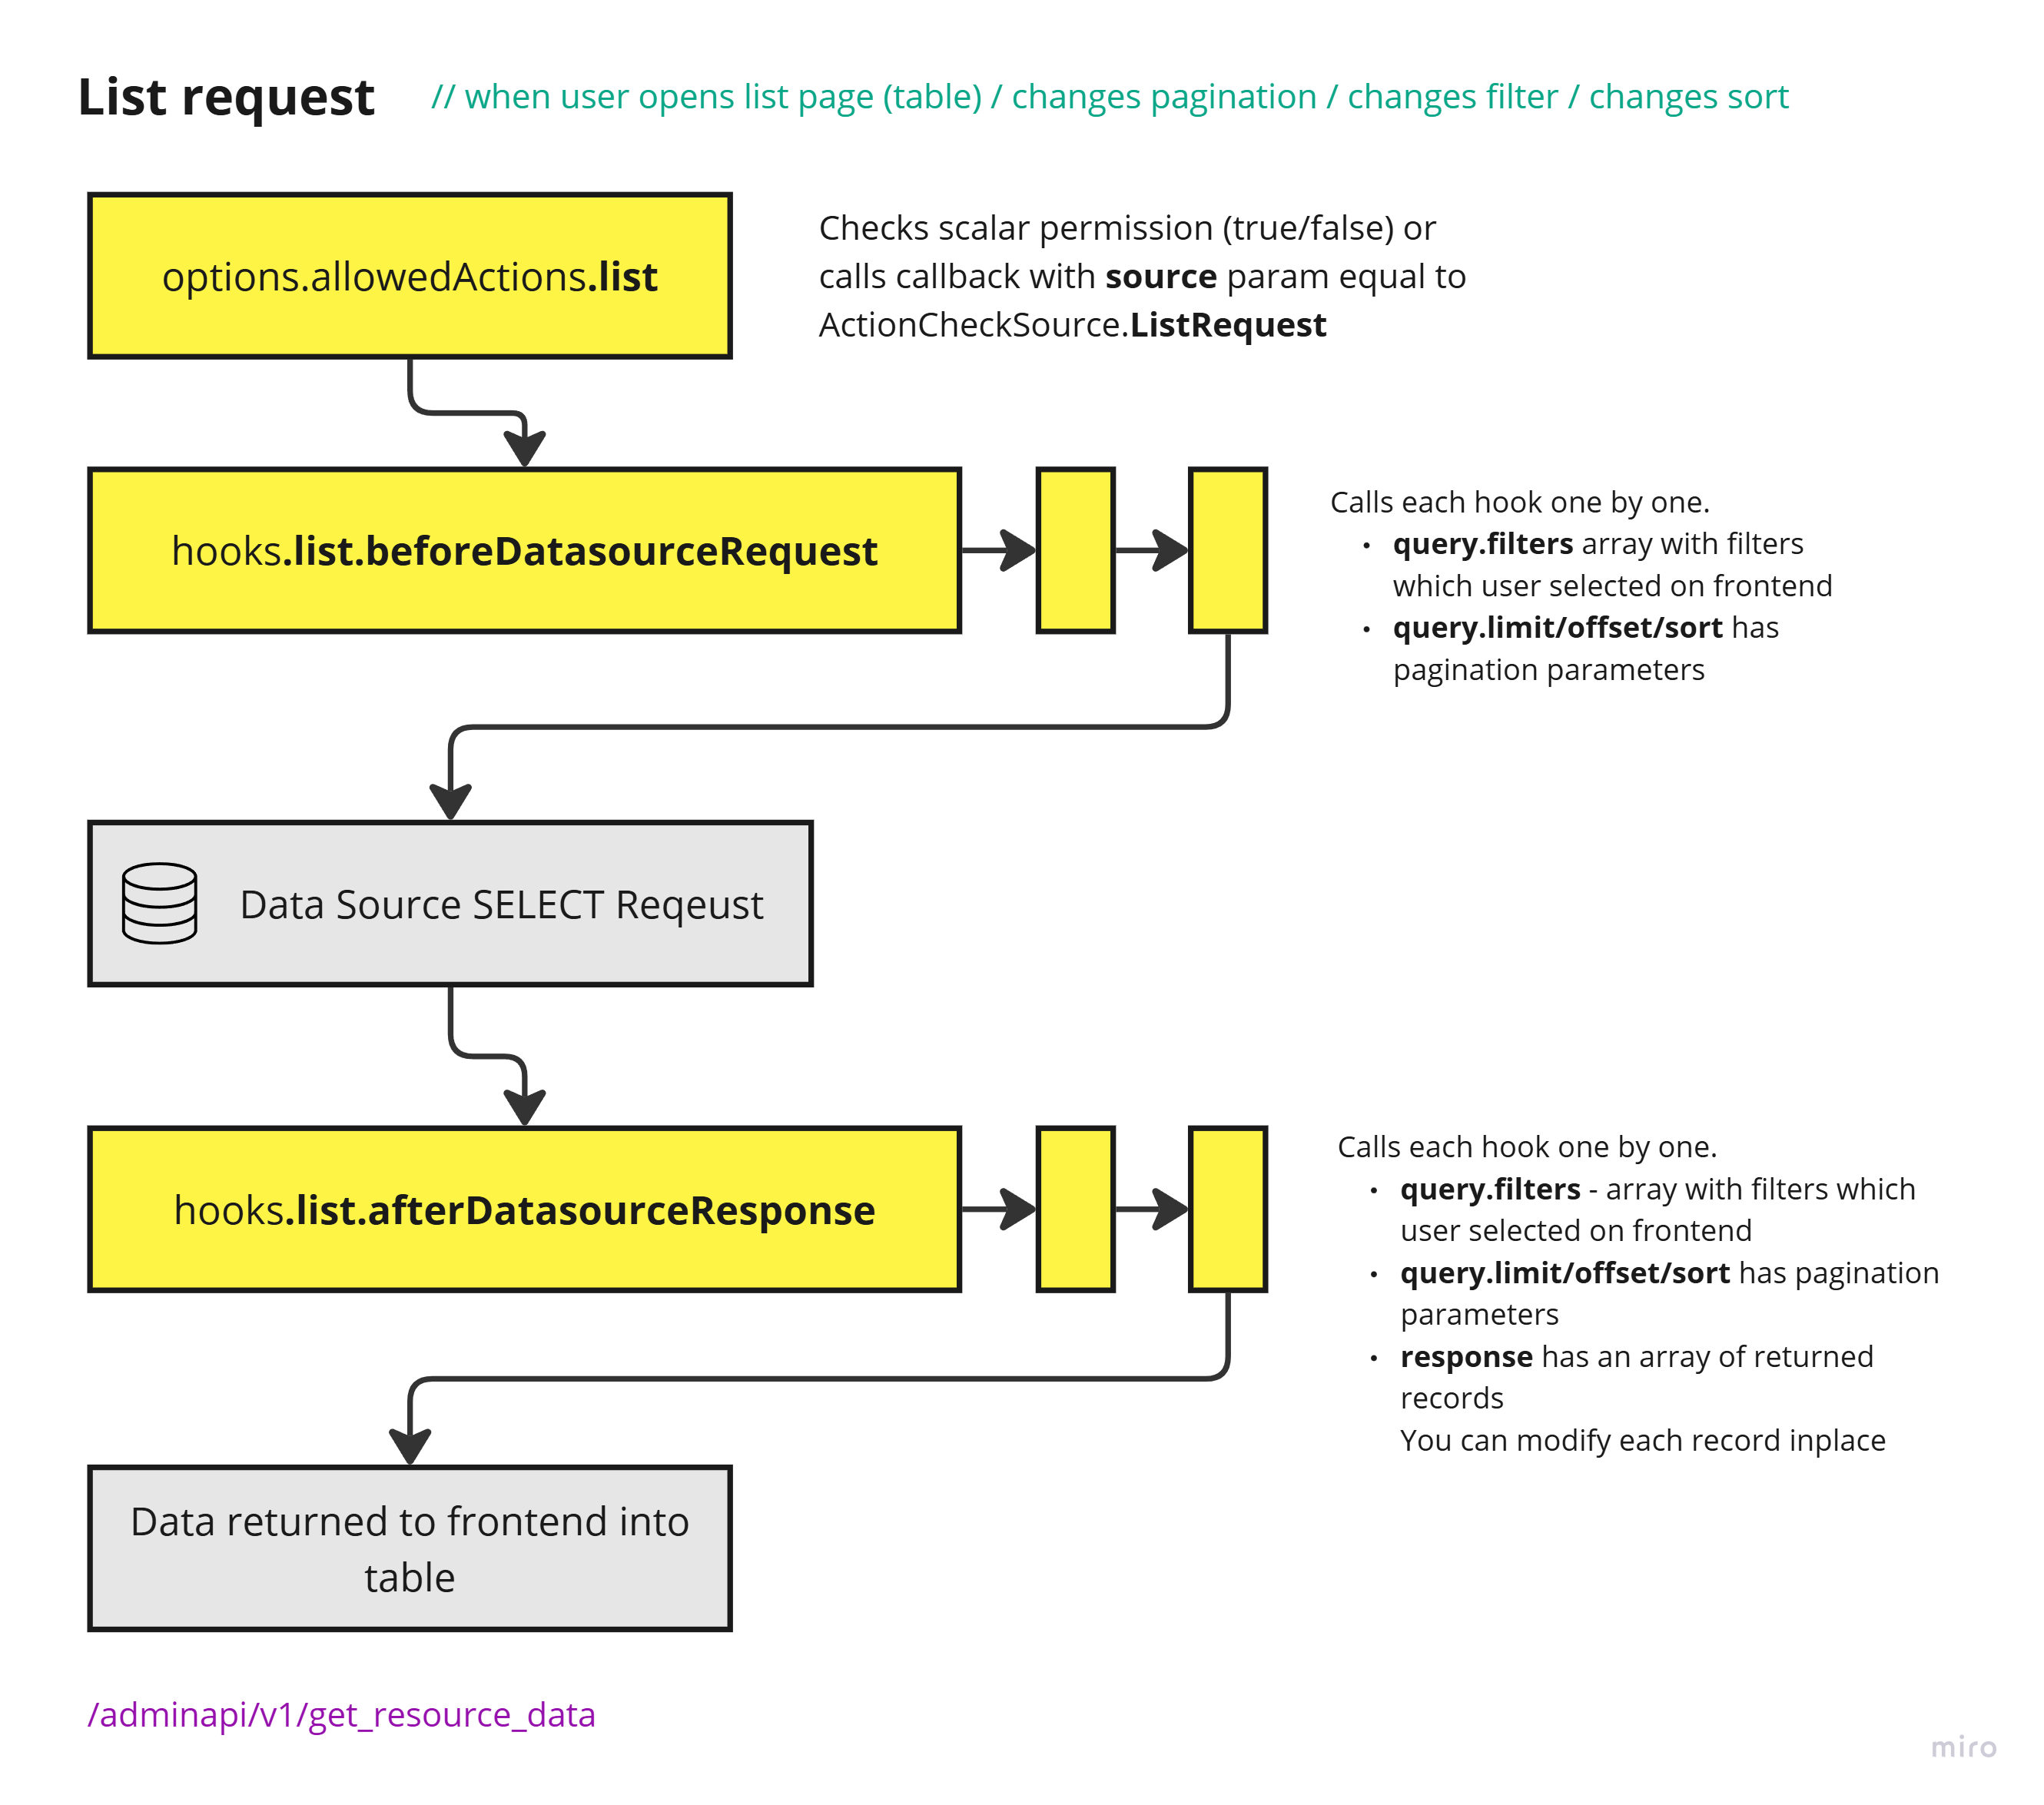 List request
// when user opens list page (table) / changes pagination / changes filter / changes sort
options.allowedActions.list
Checks scalar permission (true/false) or
calls callback with source param equal to
ActionCheckSource.ListRequest
hooks.list.beforeDatasourceRequest
Calls each hook one by one.
• query.filters array with filters
which user selected on frontend
• query.limit/offset/sort has
pagination parameters
Data Source SELECT Reqeust
hooks.list.afterDatasourceResponse
Calls each hook one by one.
• query.filters - array with filters which
user selected on frontend
• query.limit/offset/sort has pagination
parameters
• response has an array of returned
records
You can modify each record inplace
Data returned to frontend into
table
/adminapi/v1/get_resource_data
miro